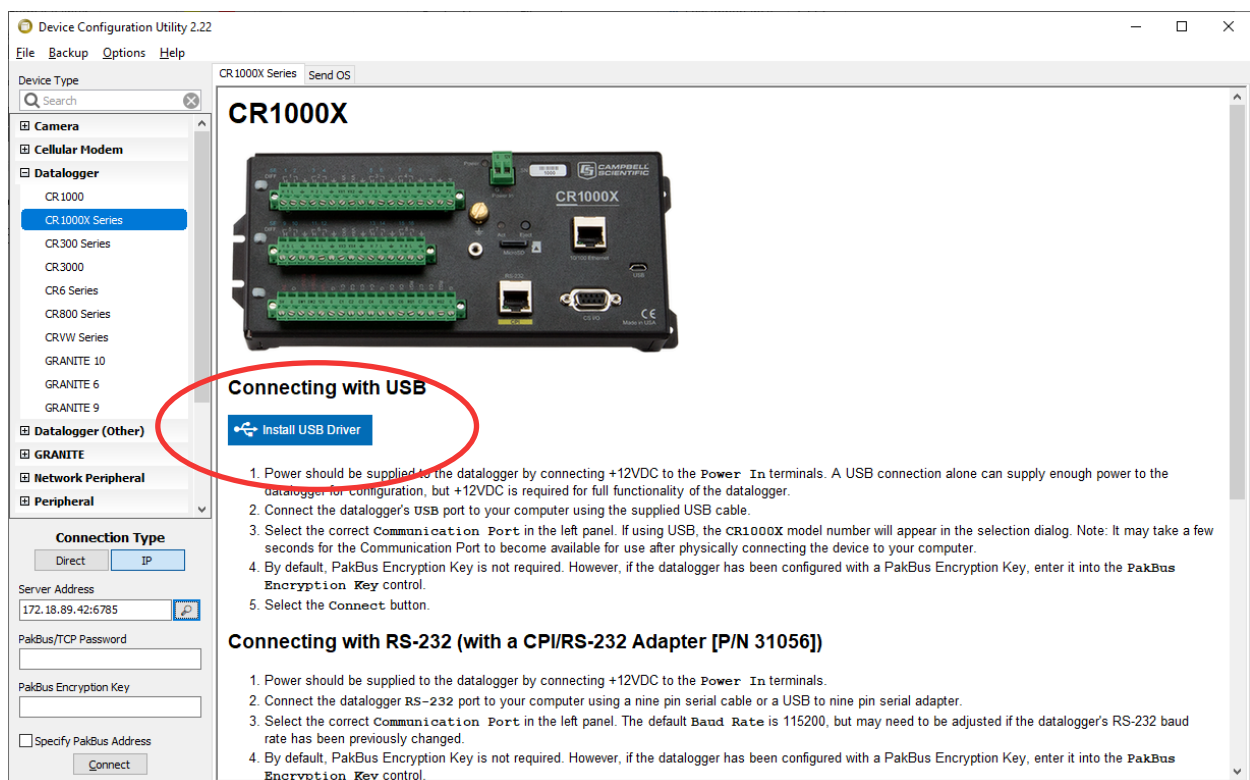 Device Configuration Utility 2.22
File Backup Options Help
Device Type
Search
Camera
Cellular Modem
Datalogger
CR1000
CR1000X Series
CR300 Series
CR3000
CR6 Series
CR800 Series
CRVW Series
GRANITE 10
GRANITE 6
GRANITE 9
Datalogger (Other)
GRANITE
Network Peripheral
Peripheral
Connection Type
Direct IP
Server Address
172.18.89.42:6785
PakBus/TCP Password
PakBus Encryption Key
Specify PakBus Address
Connect
CR1000X Series Send OS
CR1000X
CAMPBELL
SCIENTIFIC
CR1000X
10/100 Ethernet
USB
RS-232
CPI
CS I/O
Made in USA
Connecting with USB
Install USB Driver
1. Power should be supplied to the datalogger by connecting +12VDC to the Power In terminals. A USB connection alone can supply enough power to the
datalogger for configuration, but +12VDC is required for full functionality of the datalogger.
2. Connect the datalogger's USB port to your computer using the supplied USB cable.
3. Select the correct Communication Port in the left panel. If using USB, the CR1000X model number will appear in the selection dialog. Note: It may take a few
seconds for the Communication Port to become available for use after physically connecting the device to your computer.
4. By default, PakBus Encryption Key is not required. However, if the datalogger has been configured with a PakBus Encryption Key, enter it into the PakBus
Encryption Key control.
5. Select the Connect button.
Connecting with RS-232 (with a CPI/RS-232 Adapter [P/N 31056])
1. Power should be supplied to the datalogger by connecting +12VDC to the Power In terminals.
2. Connect the datalogger RS-232 port to your computer using a nine pin serial cable or a USB to nine pin serial adapter.
3. Select the correct Communication Port in the left panel. The default Baud Rate is 115200, but may need to be adjusted if the datalogger's RS-232 baud
rate has been previously changed.
4. By default, PakBus Encryption Key is not required. However, if the datalogger has been configured with a PakBus Encryption Key, enter it into the PakBus
Encryption Key control.